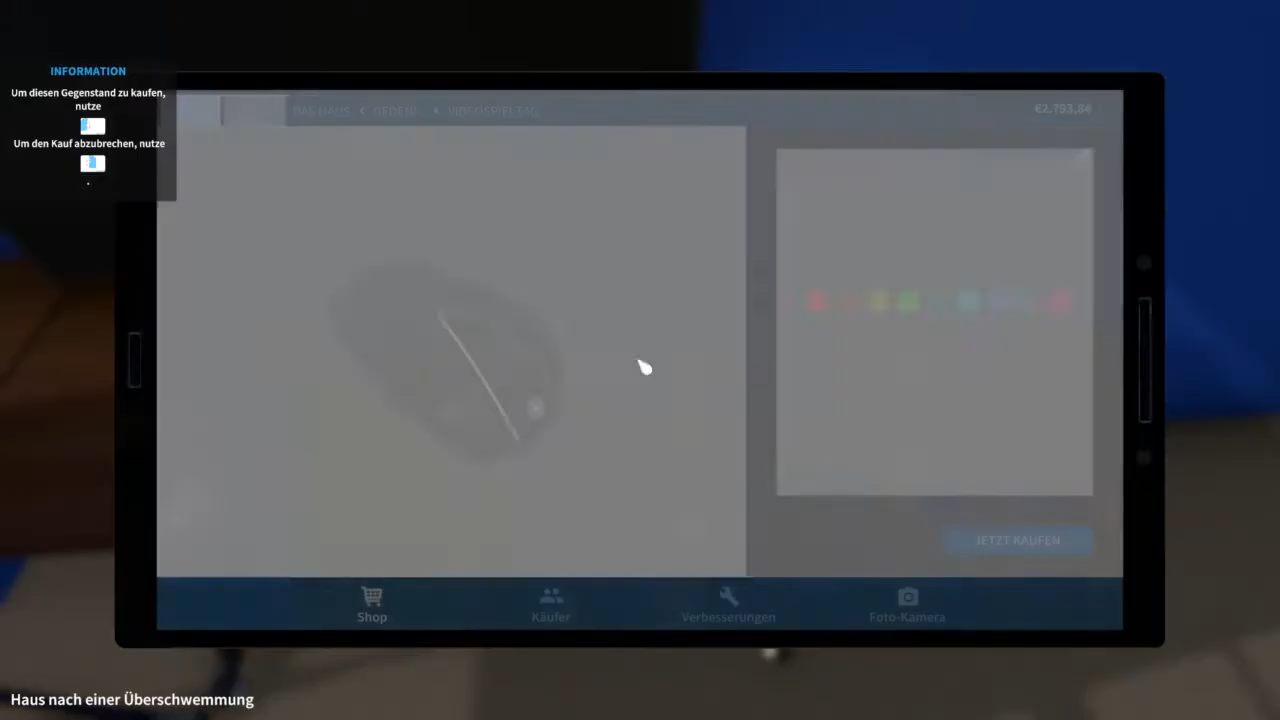 INFORMATION
Um diesen Gegenstand zu kaufen,
nutze
Um den Kauf abzubrechen, nutze
.
DAS HAUS
VIDEOSPIELTAG
€2.793,84
JETZT KAUFEN
Shop
Käufer
Verbesserungen
Foto-Kamera
Haus nach einer Überschwemmung